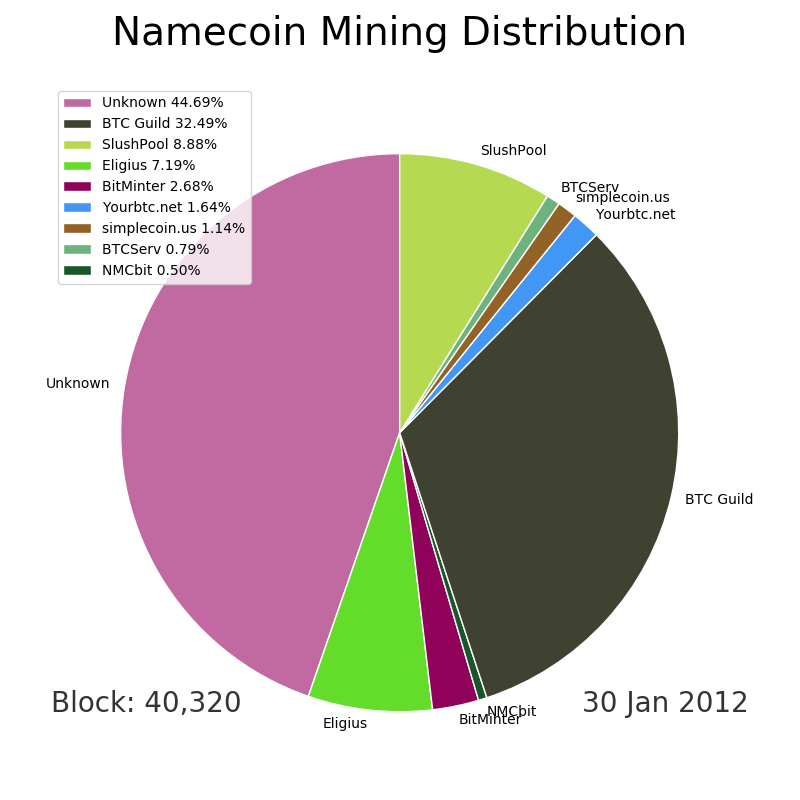 Namecoin Mining Distribution
Unknown 44.69%
BTC Guild 32.49%
SlushPool 8.88%
Eligius 7.19%
BitMinter 2.68%
Yourbtc.net 1.64%
simplecoin.us 1.14%
BTCServ 0.79%
NMCbit 0.50%
SlushPool
BTCServ
simplecoin.us
Yourbtc.net
Unknown
BTC Guild
Block: 40,320
30 Jan 2012
NMCbit
BitMinter
Eligius